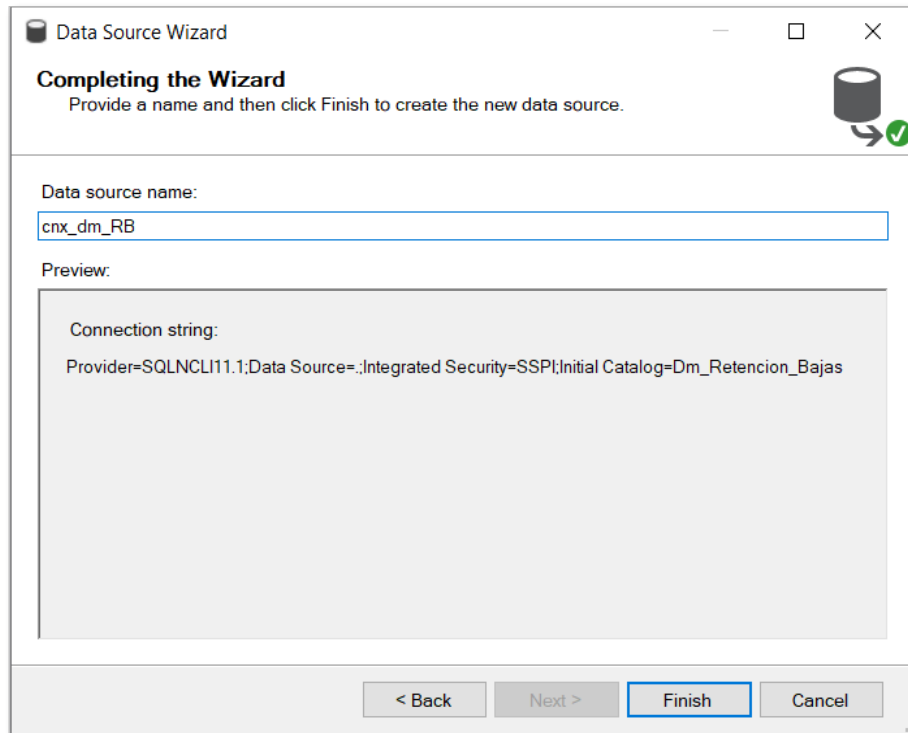 Data Source Wizard
Completing the Wizard
Provide a name and then click Finish to create the new data source.
Data source name:
cnx_dm_RB
Preview:
Connection string:
Provider=SQLNCLI11.1;Data Source=.;Integrated Security=SSPI;Initial Catalog=Dm_Retencion_Bajas
< Back
Next >
Finish
Cancel